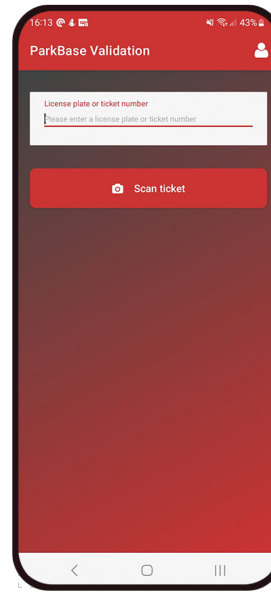 16:13 43%
ParkBase Validation
License plate or ticket number
Please enter a license plate or ticket number
Scan ticket